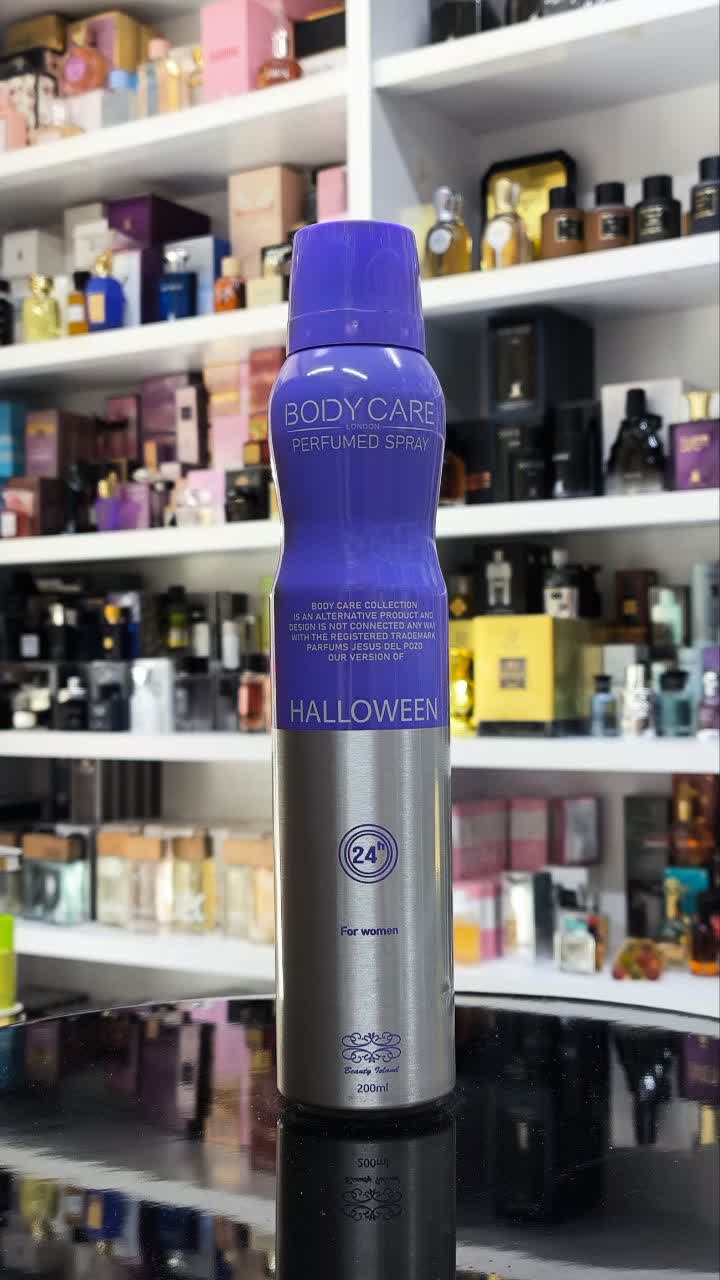 BODY CARE
LONDON
PERFUMED SPRAY
BODY CARE COLLECTION
IS AN ALTERNATIVE PRODUCT AND
DESIGN IS NOT CONNECTED ANY WAY
WITH THE REGISTERED TRADEMARK
PARFUMS JESUS DEL POZO
OUR VERSION OF
HALLOWEEN
24h
For women
Beauty Island
200ml